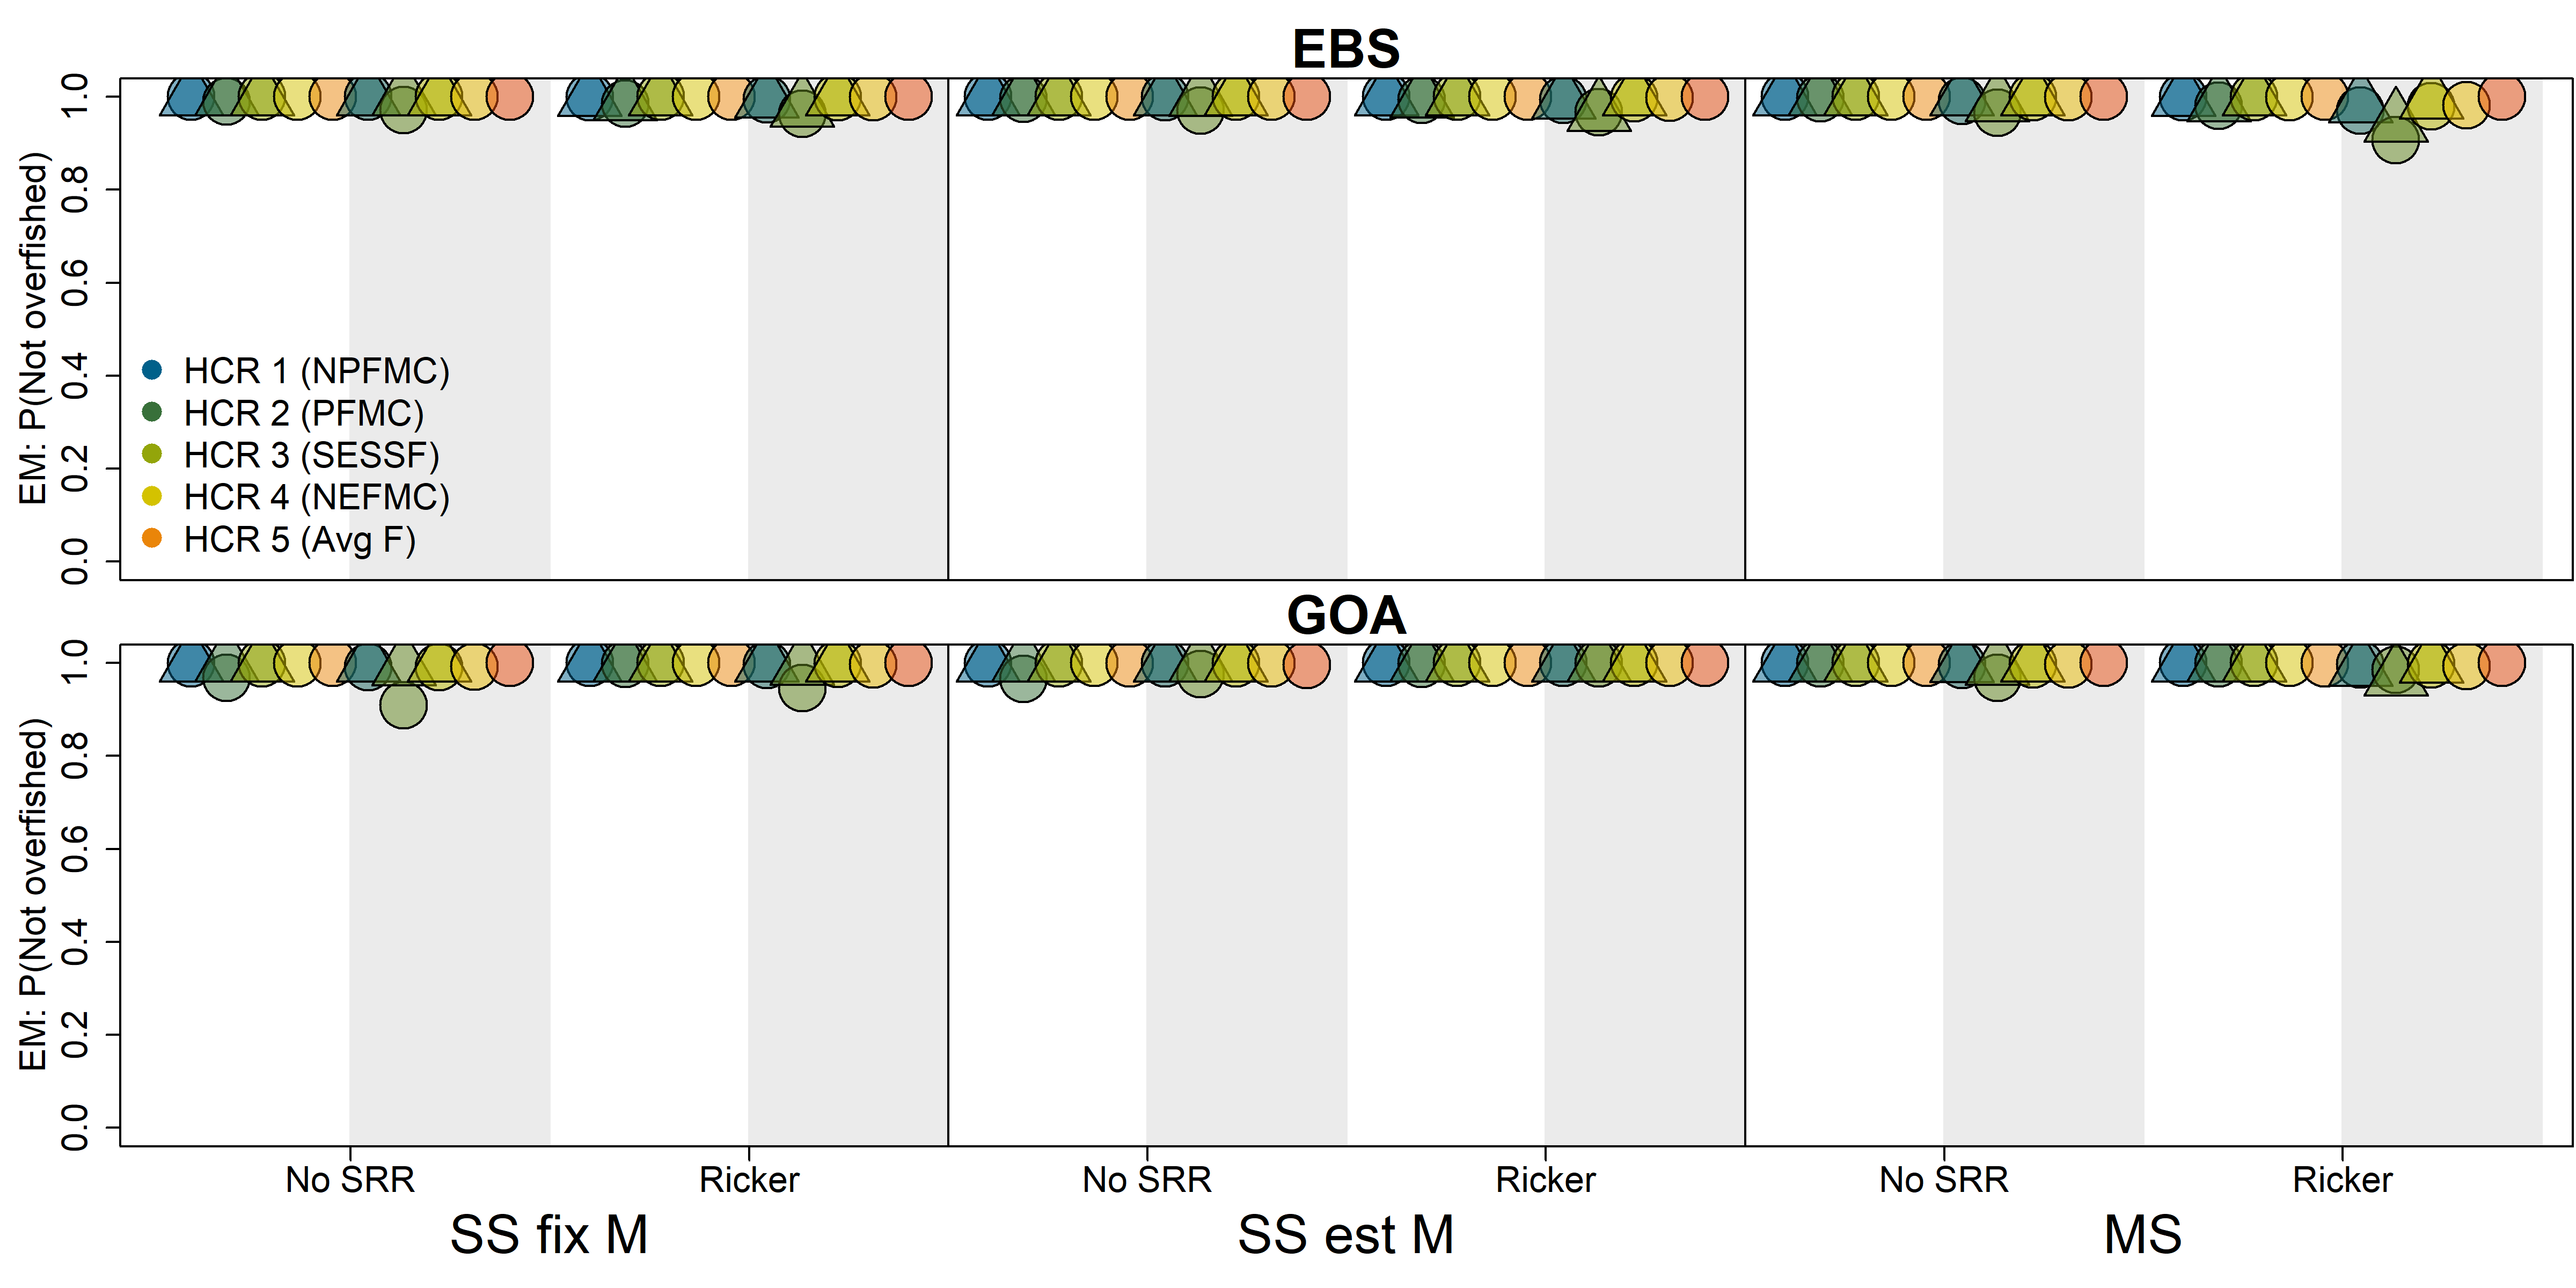 EBS
EM: P(Not overfished)
1.0
0.8
0.6
0.4
0.2
0.0
HCR 1 (NPFMC)
HCR 2 (PFMC)
HCR 3 (SESSF)
HCR 4 (NEFMC)
HCR 5 (Avg F)
GOA
EM: P(Not overfished)
1.0
0.8
0.6
0.4
0.2
0.0
No SRR Ricker No SRR Ricker No SRR Ricker
SS fix M SS est M MS